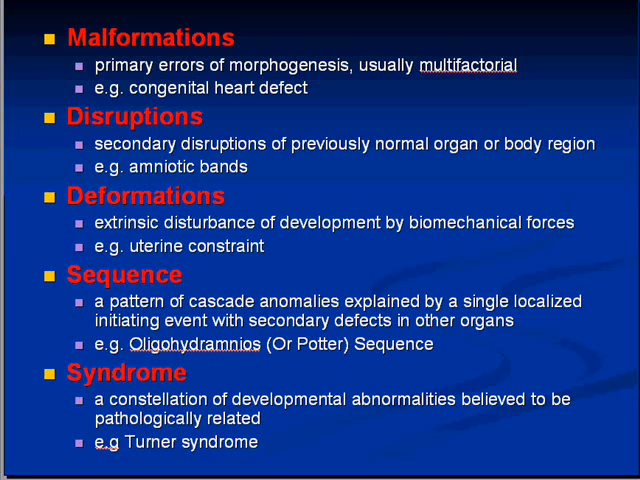 Malformations
primary errors of morphogenesis, usually multifactorial
e.g. congenital heart defect
Disruptions
secondary disruptions of previously normal organ or body region
e.g. amniotic bands
Deformations
extrinsic disturbance of development by biomechanical forces
e.g. uterine constraint
Sequence
a pattern of cascade anomalies explained by a single localized
initiating event with secondary defects in other organs
e.g. Oligohydramnios (Or Potter) Sequence
Syndrome
a constellation of developmental abnormalities believed to be
pathologically related
e.g Turner syndrome